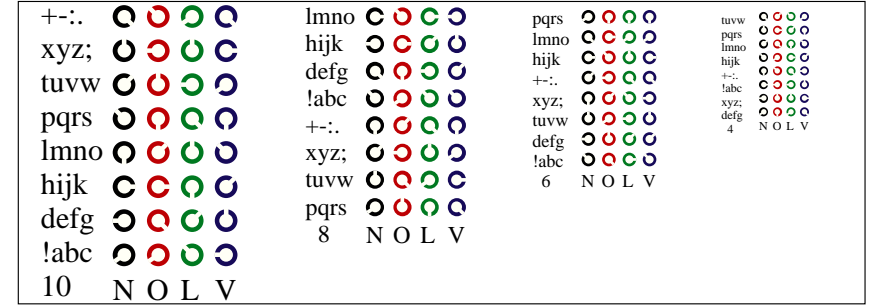 +-:.
xyz;
tuvw
pqrs
lmno
hijk
defg
!abc
10 N O L V
lmno
hijk
defg
!abc
+-:.
xyz;
tuvw
pqrs
8 N O L V
pqrs
lmno
hijk
+-:.
xyz;
tuvw
defg
!abc
6 N O L V
tuvw
pqrs
lmno
hijk
+-:.
!abc
xyz;
defg
4 N O L V